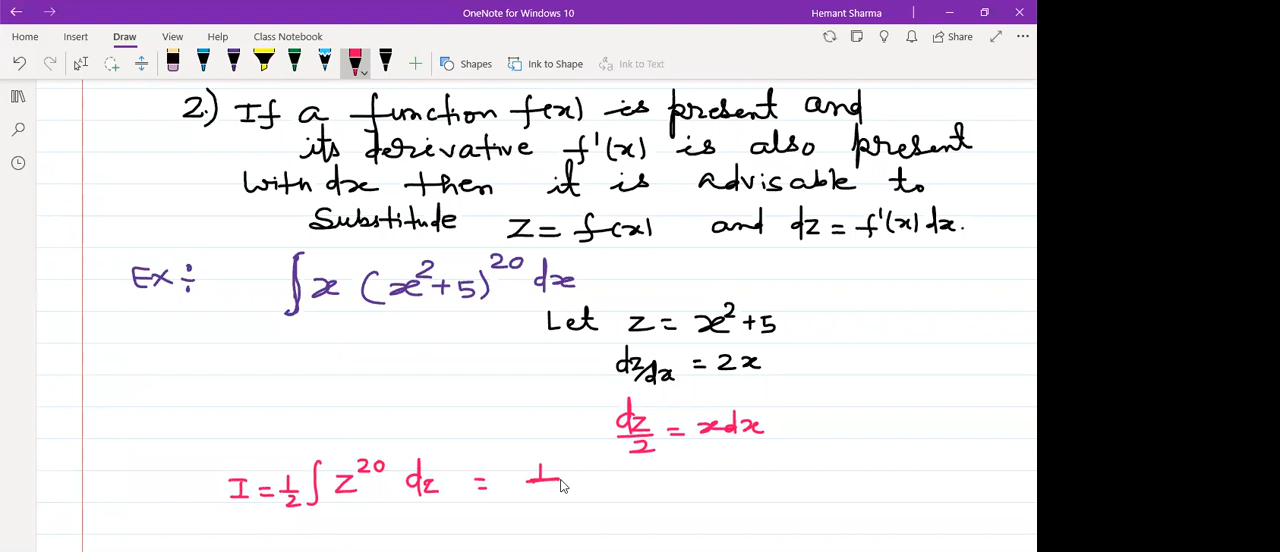 OneNote for Windows 10
Hemant Sharma
Home Insert Draw View Help Class Notebook
Share
Shapes Ink to Shape Ink to Text
2.) If a function f(x) is present and
its derivative f'(x) is also present
with dx then it is advisable to
Substitude z = f(x) and dz = f'(x) dx.
Ex ÷ ∫ x (x²+5)²⁰ dx
Let z = x²+5
dz/dx = 2x
dz/2 = xdx
I = 1/2 ∫ z²⁰ dz = 1